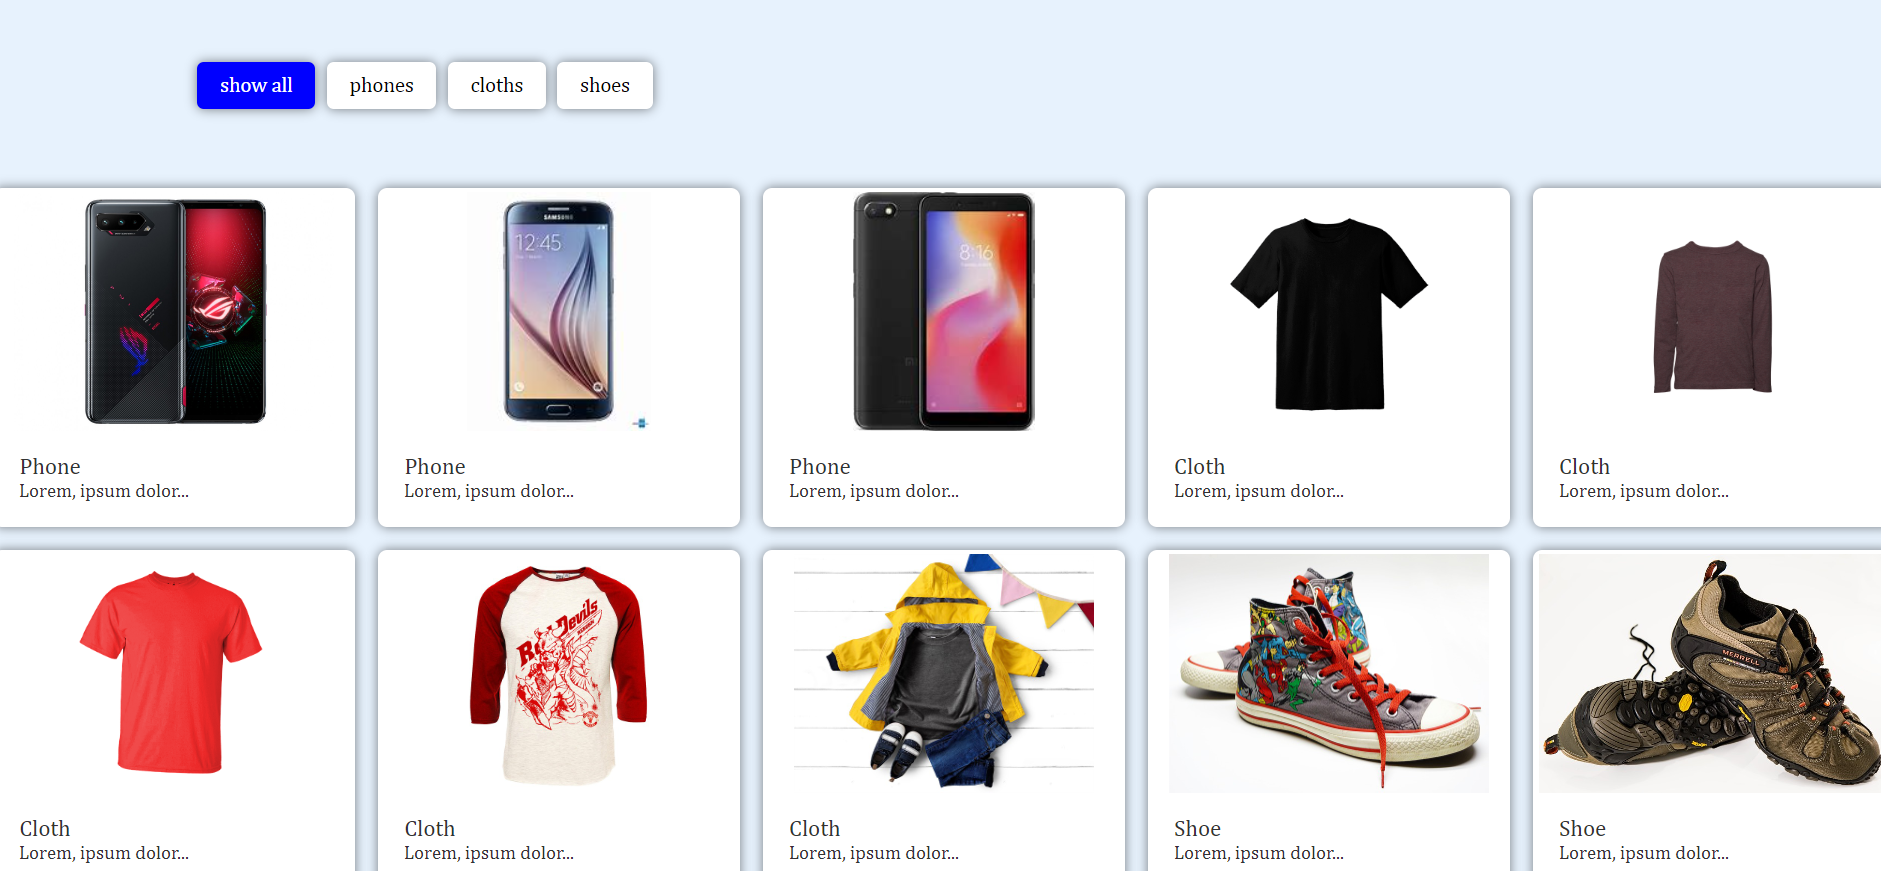 show all
phones
cloths
shoes
SAMSUNG
12:45
8:16
Phone
Lorem, ipsum dolor...
Phone
Lorem, ipsum dolor...
Phone
Lorem, ipsum dolor...
Cloth
Lorem, ipsum dolor...
Cloth
Lorem, ipsum dolor...
Devils
MERRELL
Cloth
Lorem, ipsum dolor...
Cloth
Lorem, ipsum dolor...
Cloth
Lorem, ipsum dolor...
Shoe
Lorem, ipsum dolor...
Shoe
Lorem, ipsum dolor...